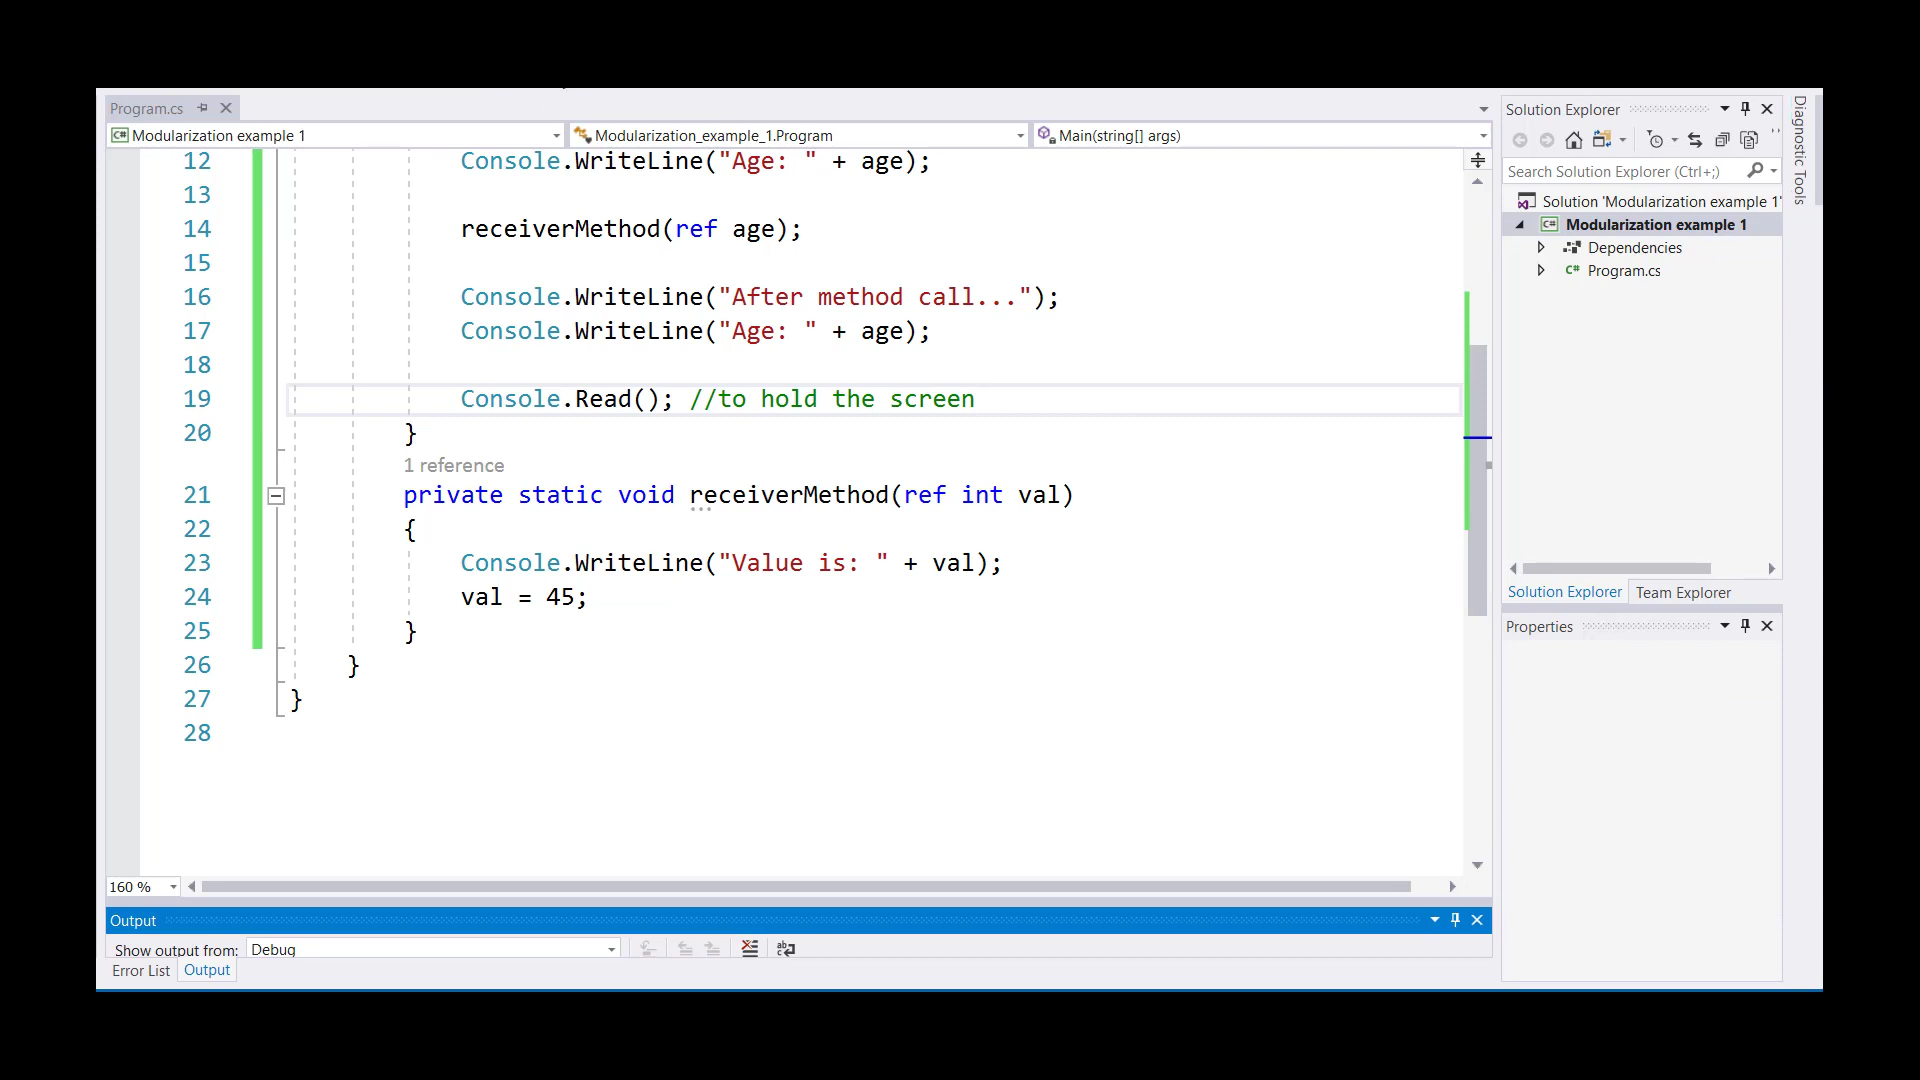 Program.cs
Modularization example 1
Modularization_example_1.Program
Main(string[] args)
12 Console.WriteLine("Age: " + age);
13
14 receiverMethod(ref age);
15
16 Console.WriteLine("After method call...");
17 Console.WriteLine("Age: " + age);
18
19 Console.Read(); //to hold the screen
20 }
1 reference
21 private static void receiverMethod(ref int val)
22 {
23 Console.WriteLine("Value is: " + val);
24 val = 45;
25 }
26 }
27 }
28
160 %
Output
Show output from: Debug
Error List Output
Solution Explorer
Search Solution Explorer (Ctrl+;)
Solution 'Modularization example 1'
C# Modularization example 1
Dependencies
C# Program.cs
Solution Explorer Team Explorer
Properties
Diagnostic Tools